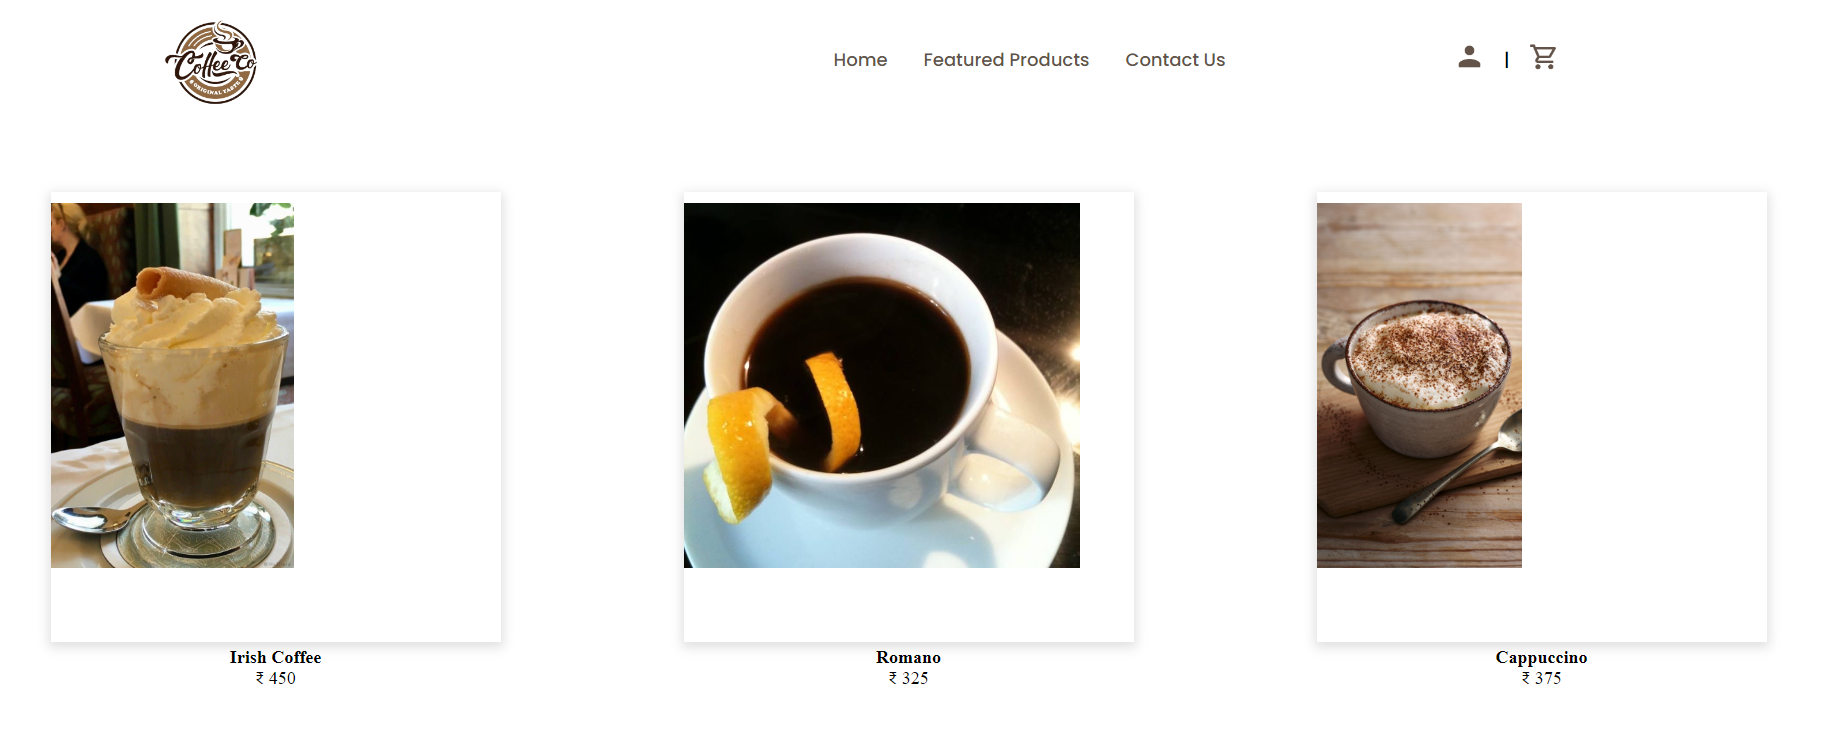 Coffee Co
ORIGINAL TASTE
Home
Featured Products
Contact Us
|
Irish Coffee
₹ 450
Romano
₹ 325
Cappuccino
₹ 375